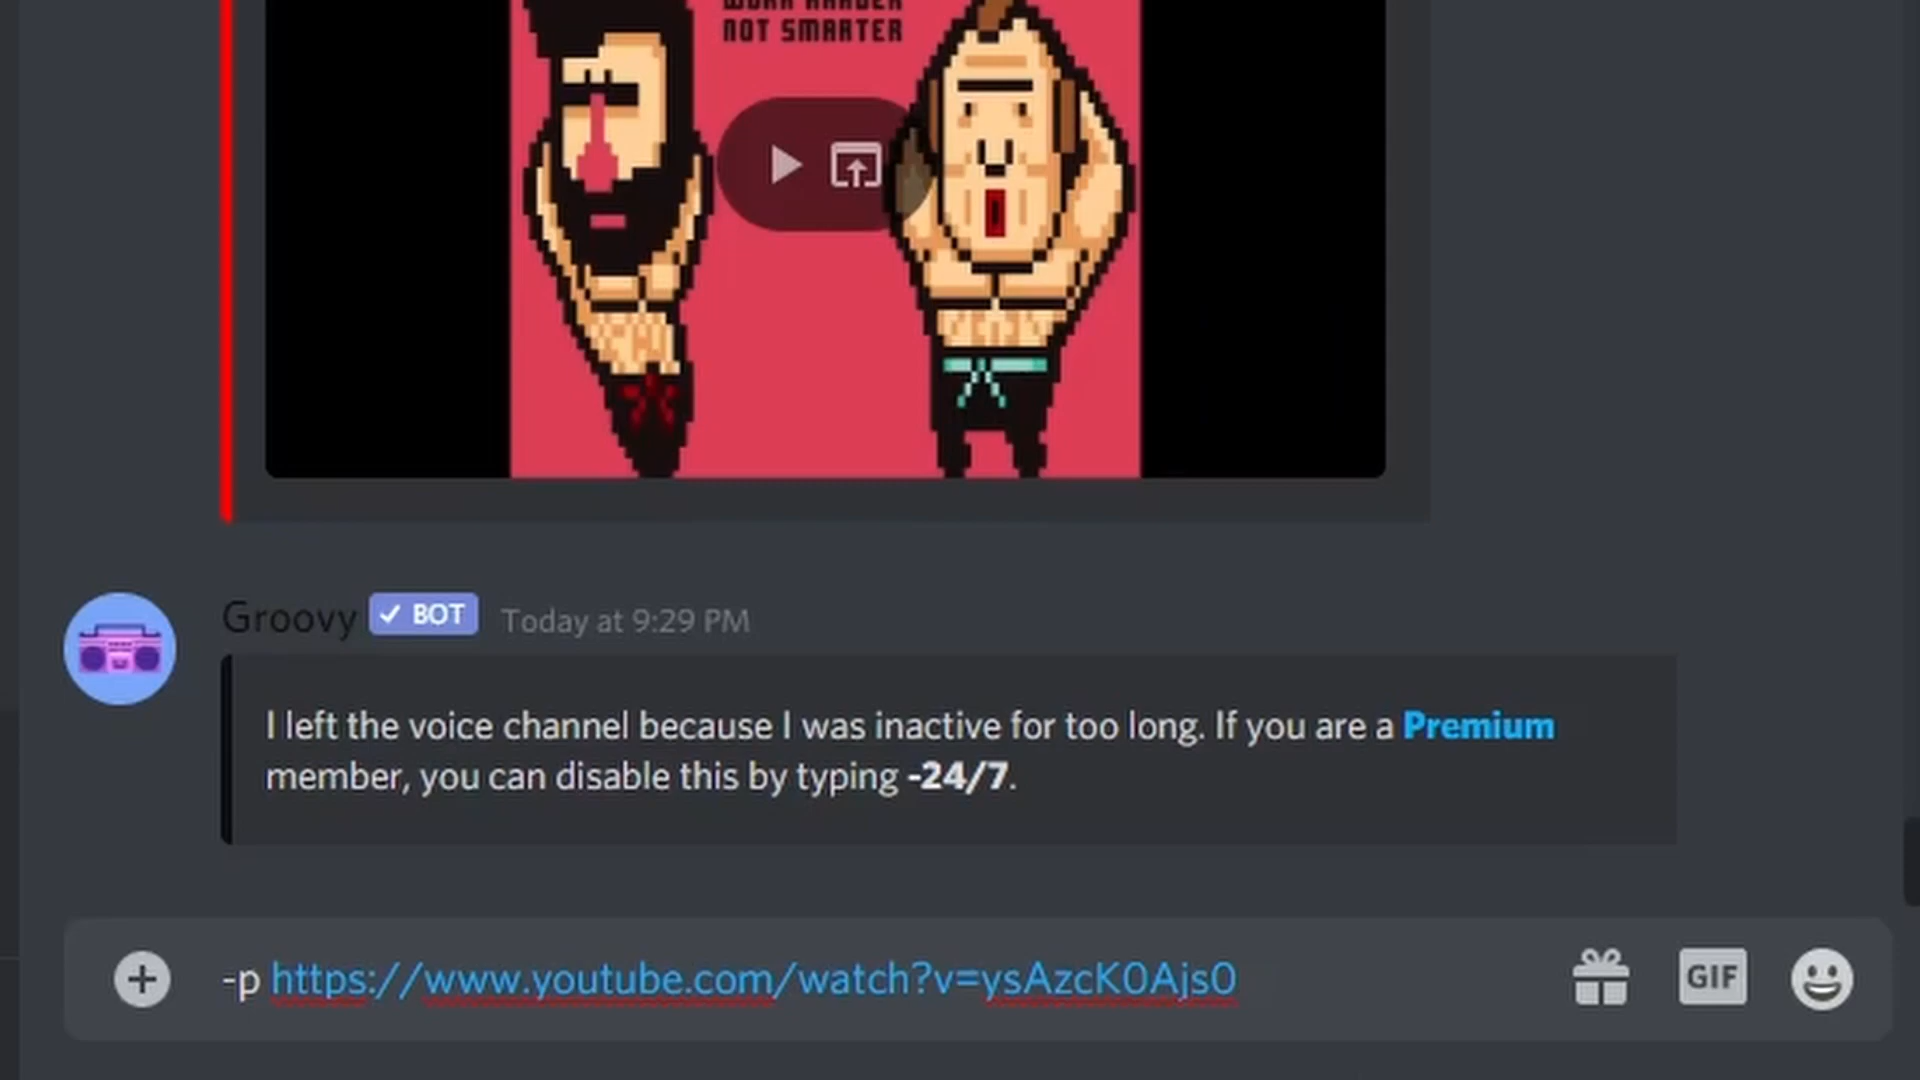 WORK HARDER
NOT SMARTER
Groovy BOT Today at 9:29 PM
I left the voice channel because I was inactive for too long. If you are a Premium
member, you can disable this by typing -24/7.
-p https://www.youtube.com/watch?v=ysAzcK0Ajs0
GIF